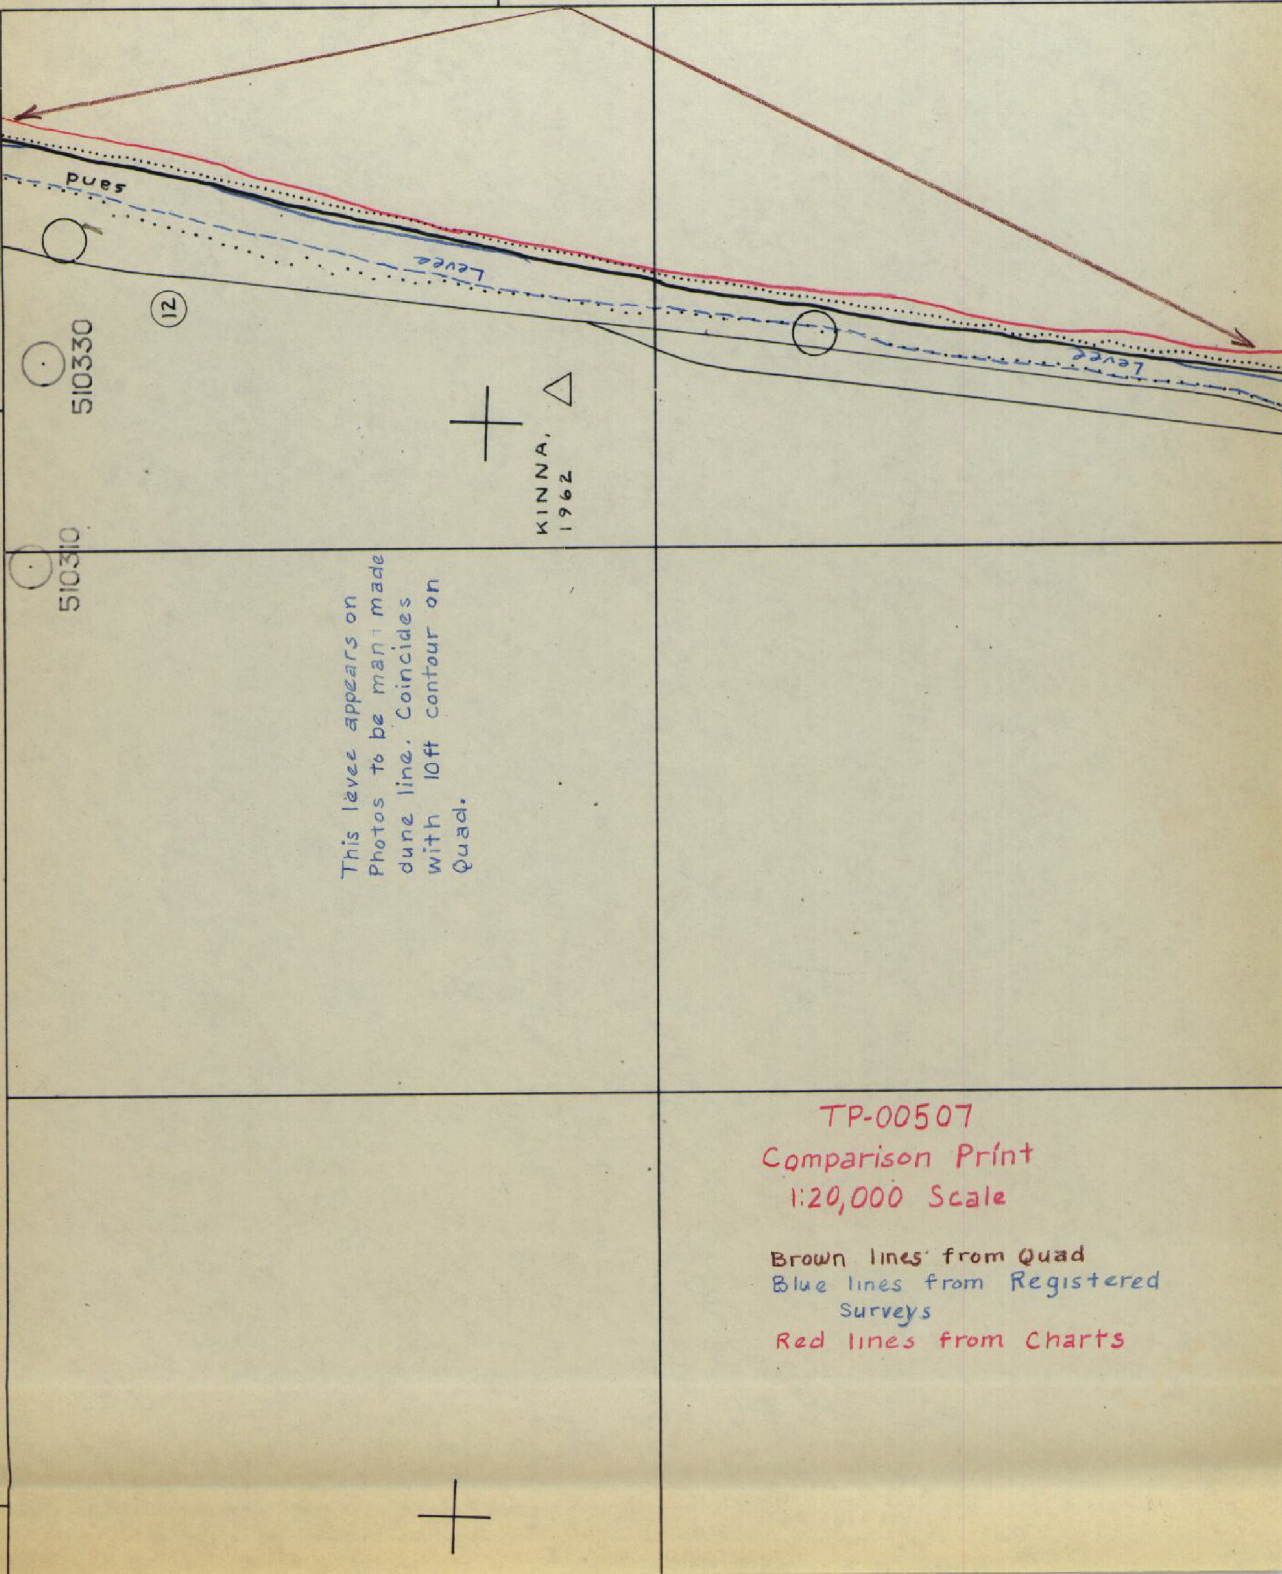 sand
Levee
Levee
12
510330
510310
KINNA,
1962
This levee appears on
Photos to be man made
dune line. Coincides
with 10ft contour on
Quad.
TP-00507
Comparison Print
1:20,000 Scale
Brown lines from Quad
Blue lines from Registered
Surveys
Red lines from Charts